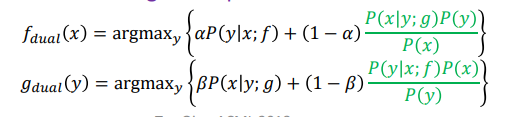 f_dual(x) = argmax_y {αP(y|x; f) + (1 − α) P(x|y; g)P(y) / P(x)}
g_dual(y) = argmax_y {βP(x|y; g) + (1 − β) P(y|x; f)P(x) / P(y)}